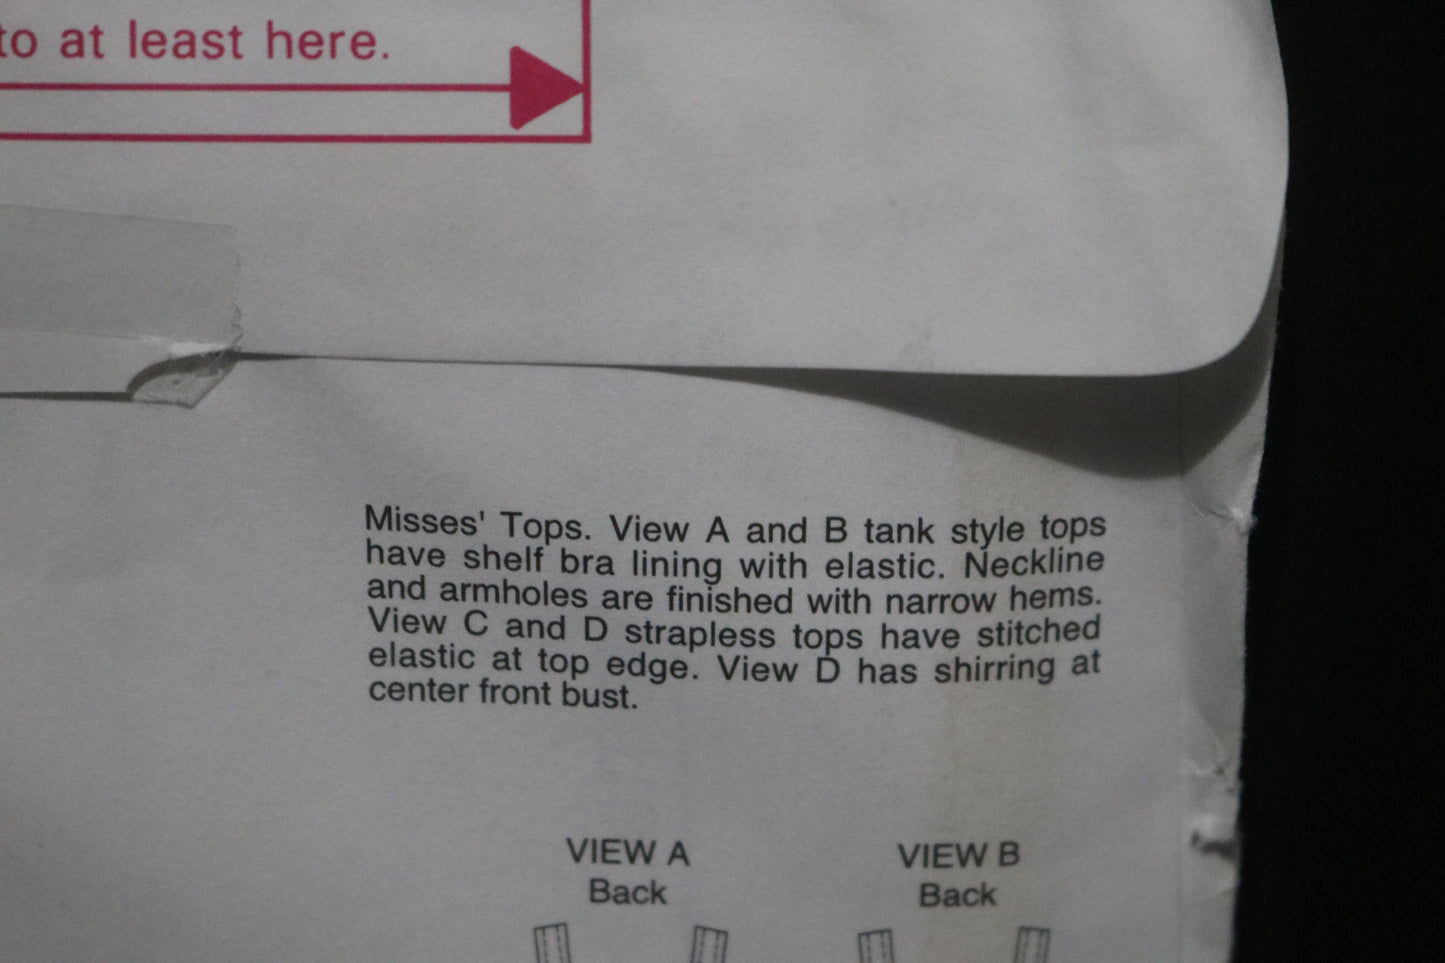 to at least here.
Misses' Tops. View A and B tank style tops
have shelf bra lining with elastic. Neckline
and armholes are finished with narrow hems.
View C and D strapless tops have stitched
elastic at top edge. View D has shirring at
center front bust.
VIEW A
Back
VIEW B
Back